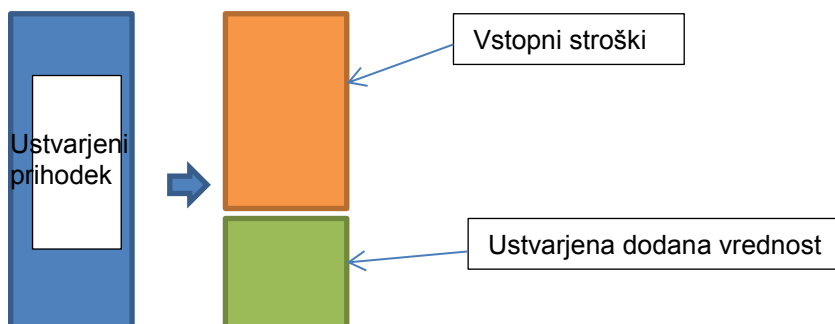 Vstopni stroški
Ustvarjeni
prihodek
Ustvarjena dodana vrednost